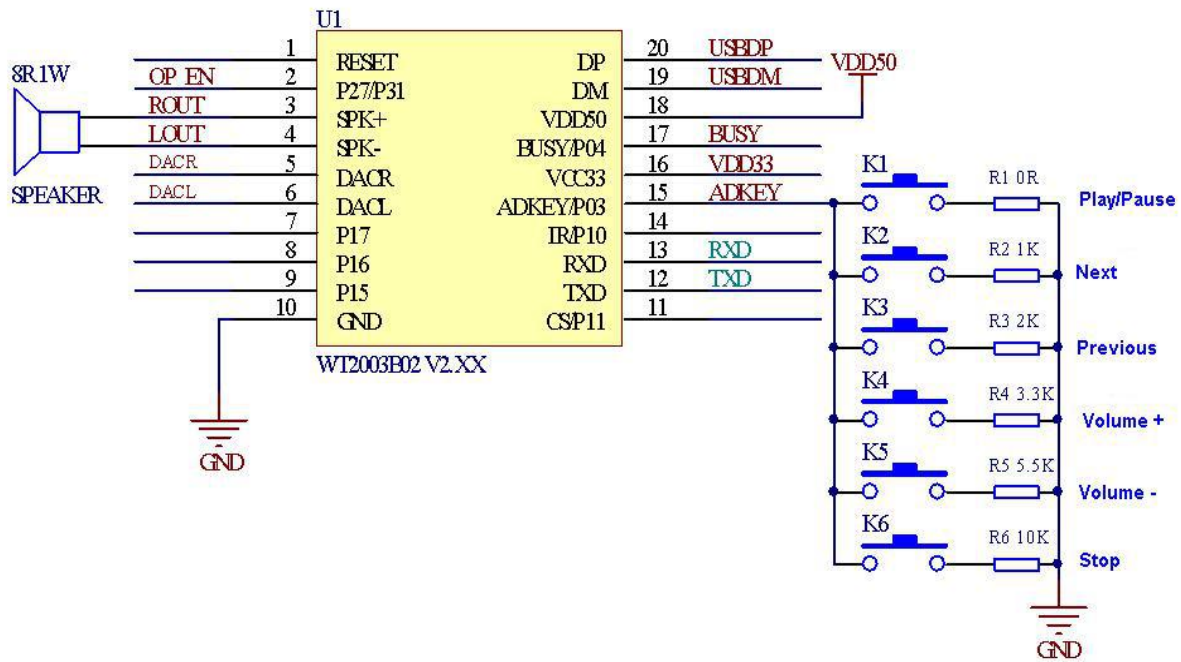 U1
8R1W
SPEAKER
1 RESET
OP EN 2 P27/P31
ROUT 3 SPK+
LOUT 4 SPK-
DACR 5 DACR
DACL 6 DACL
7 P17
8 P16
9 P15
10 GND
GND
DP 20 USBDP
DM 19 USBDM
VDD50 18 VDD50
BUSY/P04 17 BUSY
VCC33 16 VDD33
ADKEY/P03 15 ADKEY
IR/P10 14
RXD 13 RXD
TXD 12 TXD
CS/P11 11
WT2003B02 V2.XX
K1 R1 0R Play/Pause
K2 R2 1K Next
K3 R3 2K Previous
K4 R4 3.3K Volume +
K5 R5 5.5K Volume -
K6 R6 10K Stop
GND